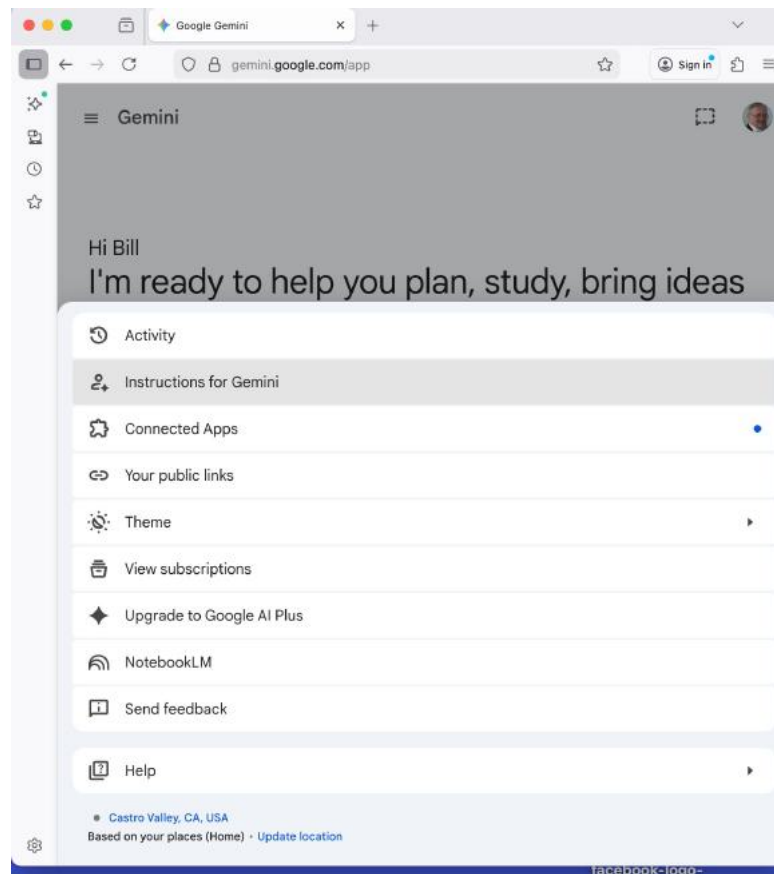 Google Gemini
gemini.google.com/app
Sign in
Gemini
Hi Bill
I'm ready to help you plan, study, bring ideas
Activity
Instructions for Gemini
Connected Apps
Your public links
Theme
View subscriptions
Upgrade to Google AI Plus
NotebookLM
Send feedback
Help
Castro Valley, CA, USA
Based on your places (Home) • Update location
facebook-logo-